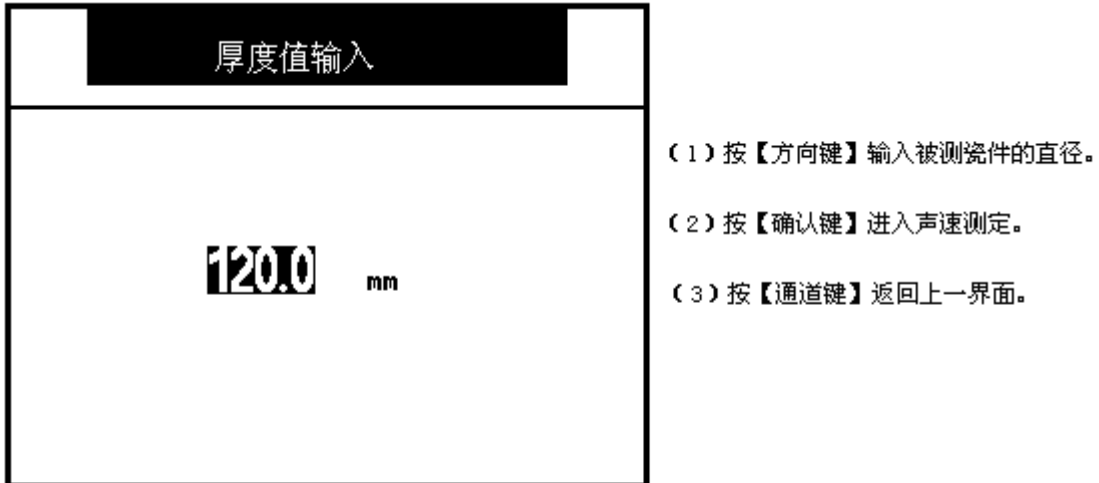 厚度值输入
120.0 mm
（1）按【方向键】输入被测瓷件的直径。
（2）按【确认键】进入声速测定。
（3）按【通道键】返回上一界面。